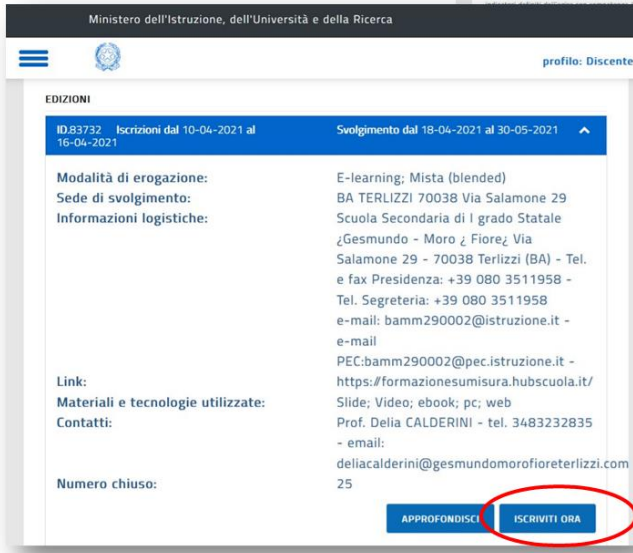 Ministero dell'Istruzione, dell'Università e della Ricerca
profilo: Discente
EDIZIONI
ID.83732 Iscrizioni dal 10-04-2021 al
16-04-2021
Svolgimento dal 18-04-2021 al 30-05-2021
Modalità di erogazione: E-learning; Mista (blended)
Sede di svolgimento: BA TERLIZZI 70038 Via Salamone 29
Informazioni logistiche: Scuola Secondaria di I grado Statale
¿Gesmundo - Moro ¿ Fiore¿ Via
Salamone 29 - 70038 Terlizzi (BA) - Tel.
e fax Presidenza: +39 080 3511958 -
Tel. Segreteria: +39 080 3511958
e-mail: bamm290002@istruzione.it -
e-mail
PEC:bamm290002@pec.istruzione.it -
Link: https://formazionesumisura.hubscuola.it/
Materiali e tecnologie utilizzate: Slide; Video; ebook; pc; web
Contatti: Prof. Delia CALDERINI - tel. 3483232835
- email:
deliacalderini@gesmundomorofioreterlizzi.com
Numero chiuso: 25
APPROFONDISCI ISCRIVITI ORA